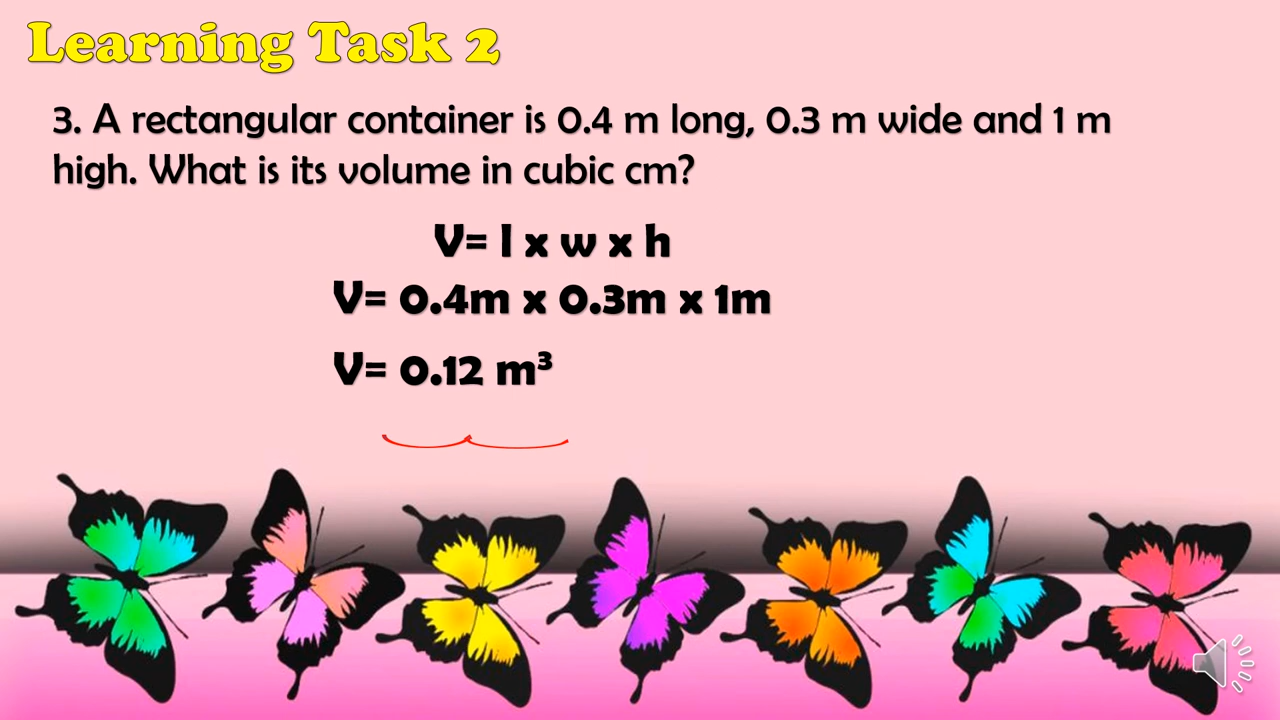 Learning Task 2
3. A rectangular container is 0.4 m long, 0.3 m wide and 1 m
high. What is its volume in cubic cm?
V= l x w x h
V= 0.4m x 0.3m x 1m
V= 0.12 m³